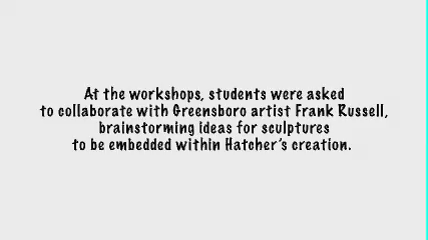 At the workshops, students were asked
to collaborate with Greensboro artist Frank Russell,
brainstorming ideas for sculptures
to be embedded within Hatcher's creation.